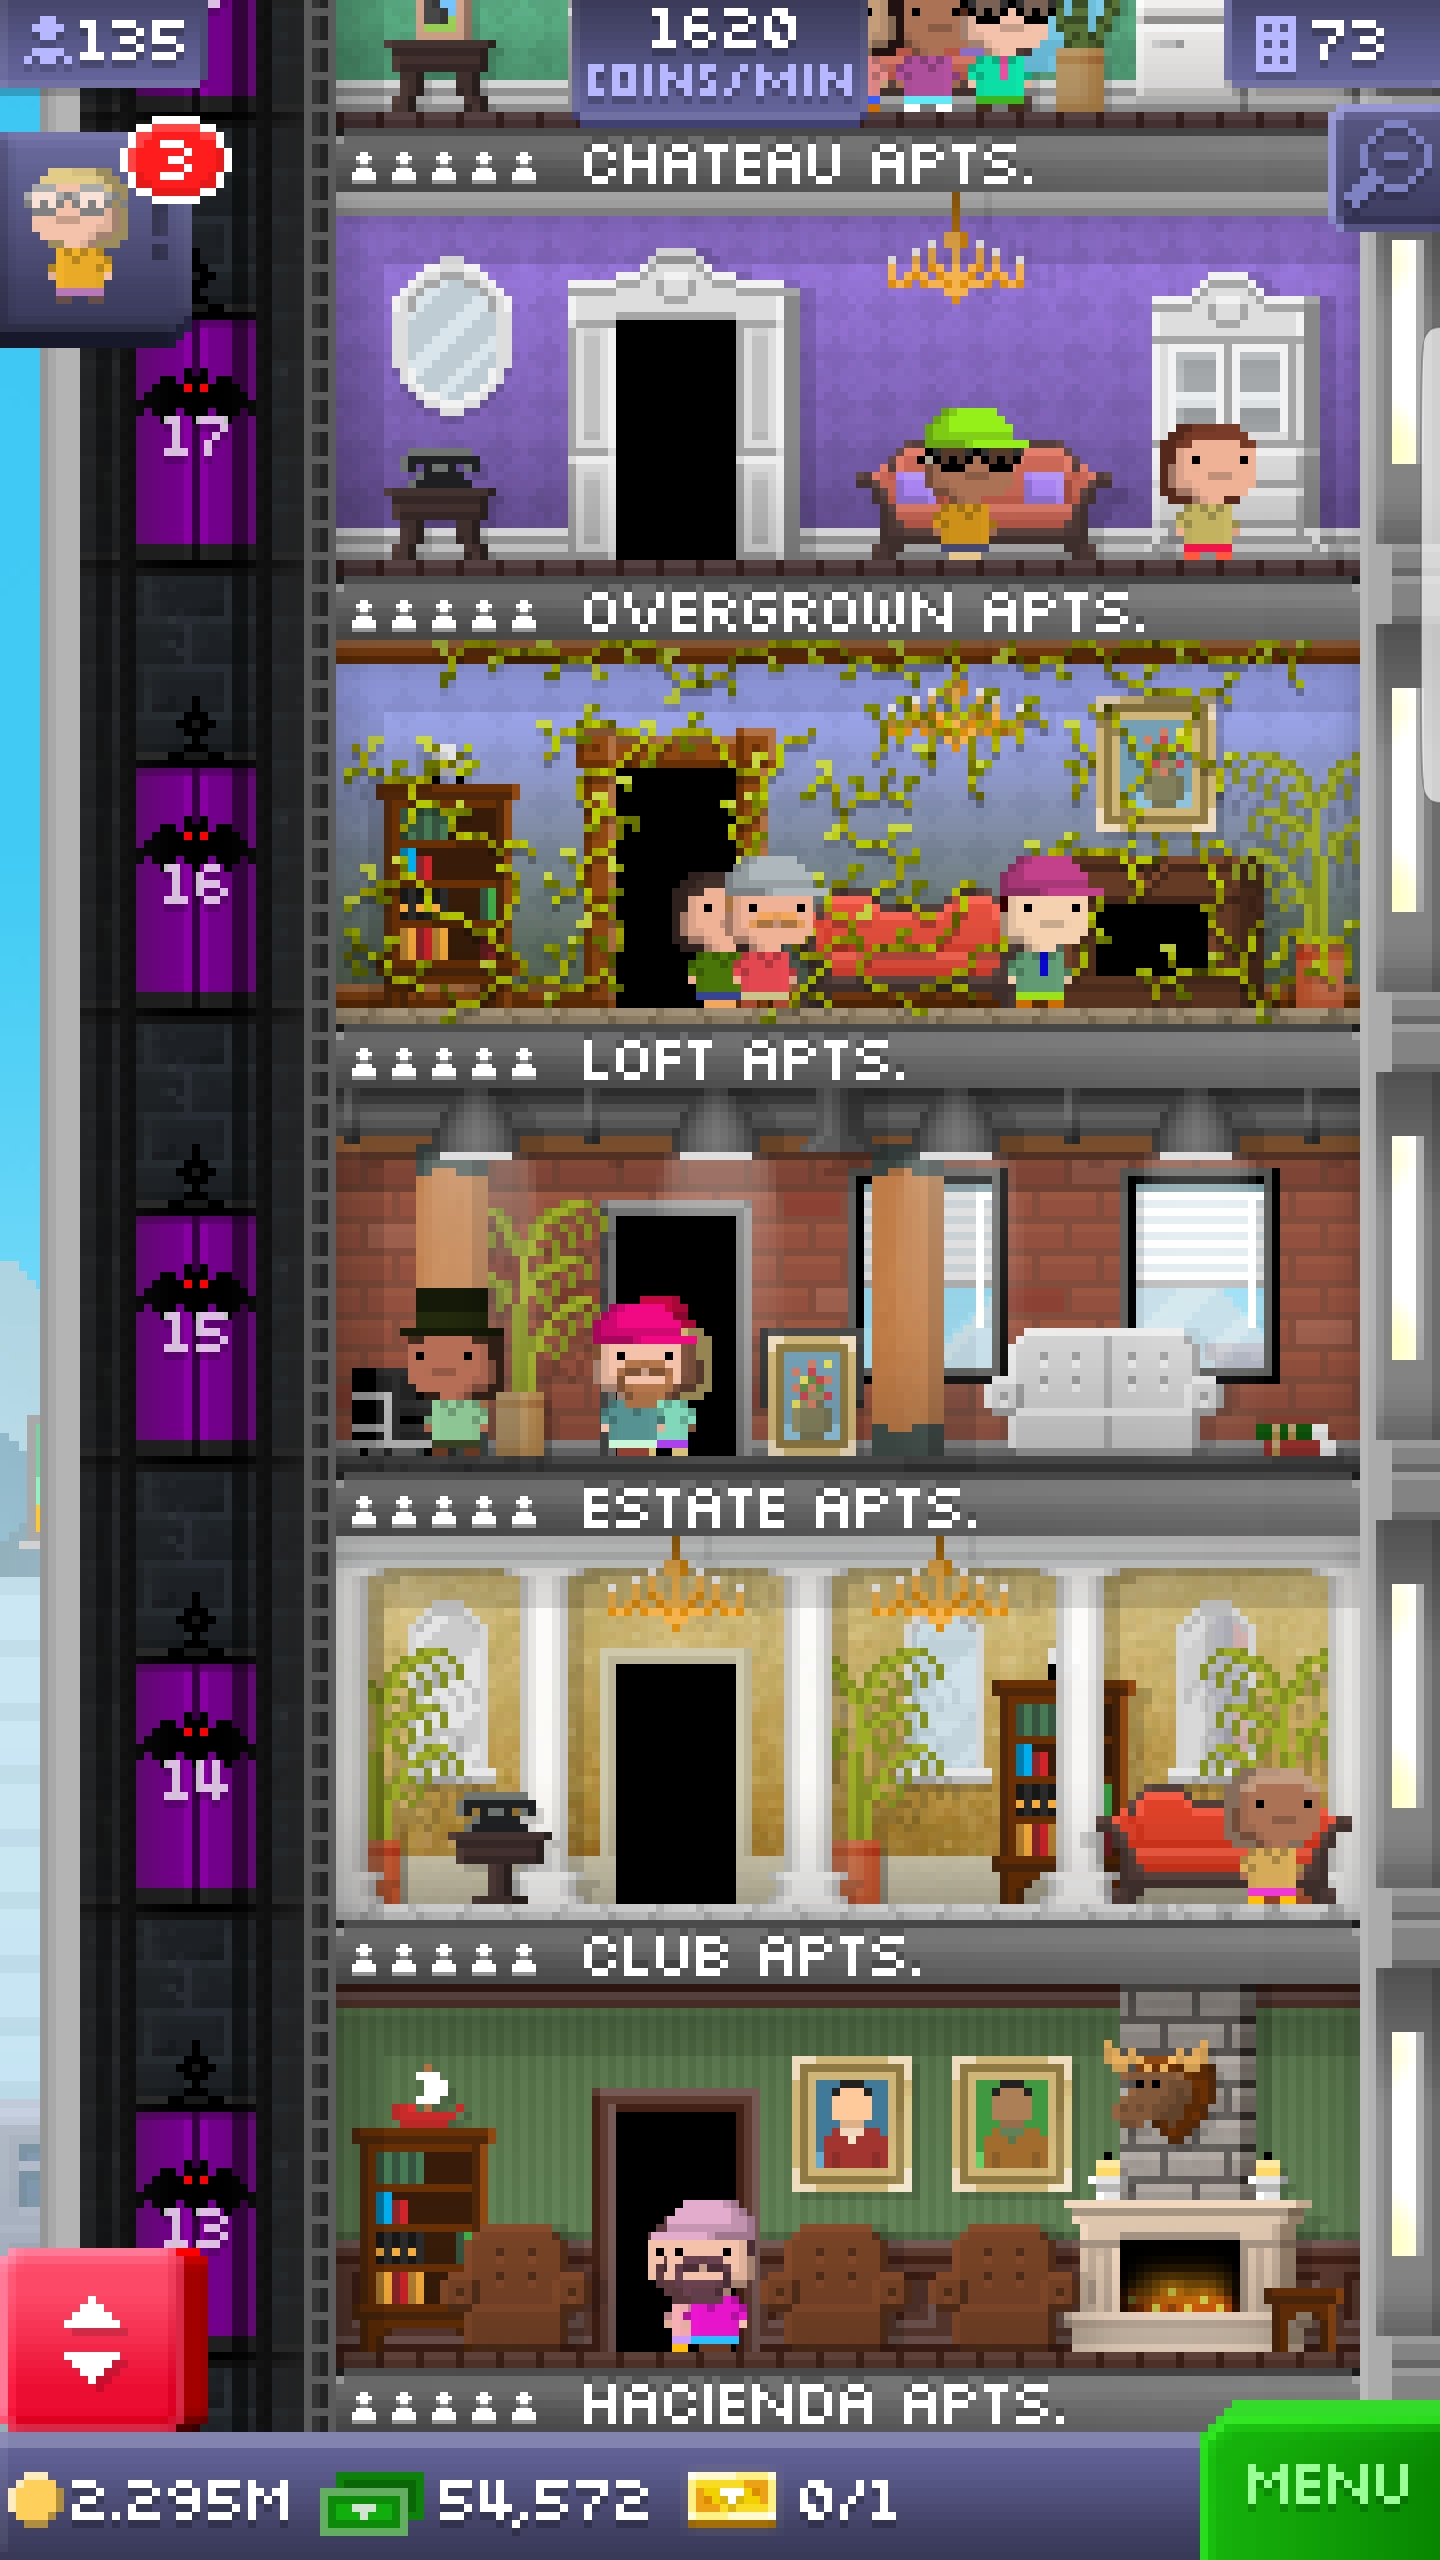 135
1620
COINS/MIN
73
3
CHATEAU APTS.
17
OVERGROWN APTS.
16
LOFT APTS.
15
ESTATE APTS.
14
CLUB APTS.
13
HACIENDA APTS.
2.295M
54,572
0/1
MENU